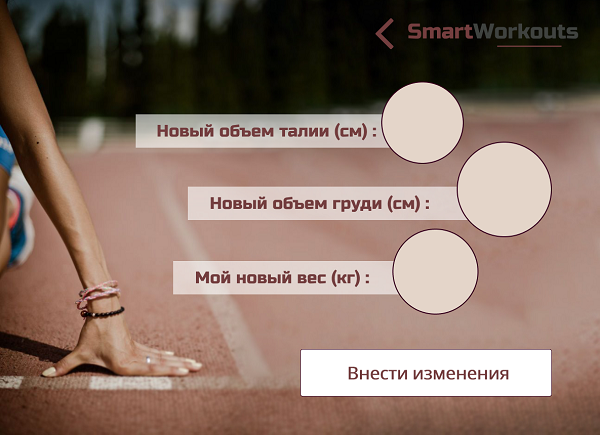 SmartWorkouts
Новый объем талии (см) :
Новый объем груди (см) :
Мой новый вес (кг) :
Внести изменения